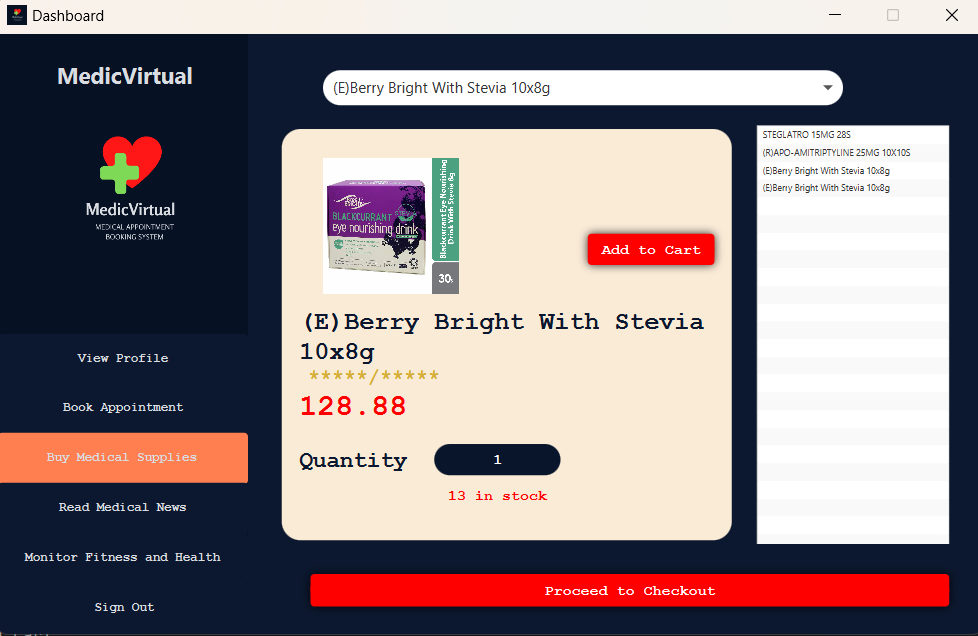 Dashboard
MedicVirtual
MedicVirtual
MEDICAL APPOINTMENT
BOOKING SYSTEM
View Profile
Book Appointment
Buy Medical Supplies
Read Medical News
Monitor Fitness and Health
Sign Out
(E)Berry Bright With Stevia 10x8g
BLACKCURRANT
STEVIA
eye nourishing drink
Blackcurrant Eye Nourishing
Drink With Stevia 8g
30s
Add to Cart
(E)Berry Bright With Stevia
10x8g
*****/*****
128.88
Quantity
1
13 in stock
STEGLATRO 15MG 28S
(R)APO-AMITRIPTYLINE 25MG 10X10S
(E)Berry Bright With Stevia 10x8g
(E)Berry Bright With Stevia 10x8g
Proceed to Checkout